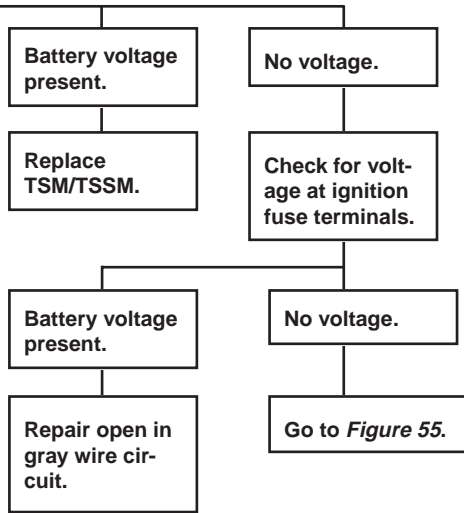 Battery voltage
present.
No voltage.
Replace
TSM/TSSM.
Check for volt-
age at ignition
fuse terminals.
Battery voltage
present.
No voltage.
Repair open in
gray wire cir-
cuit.
Go to Figure 55.